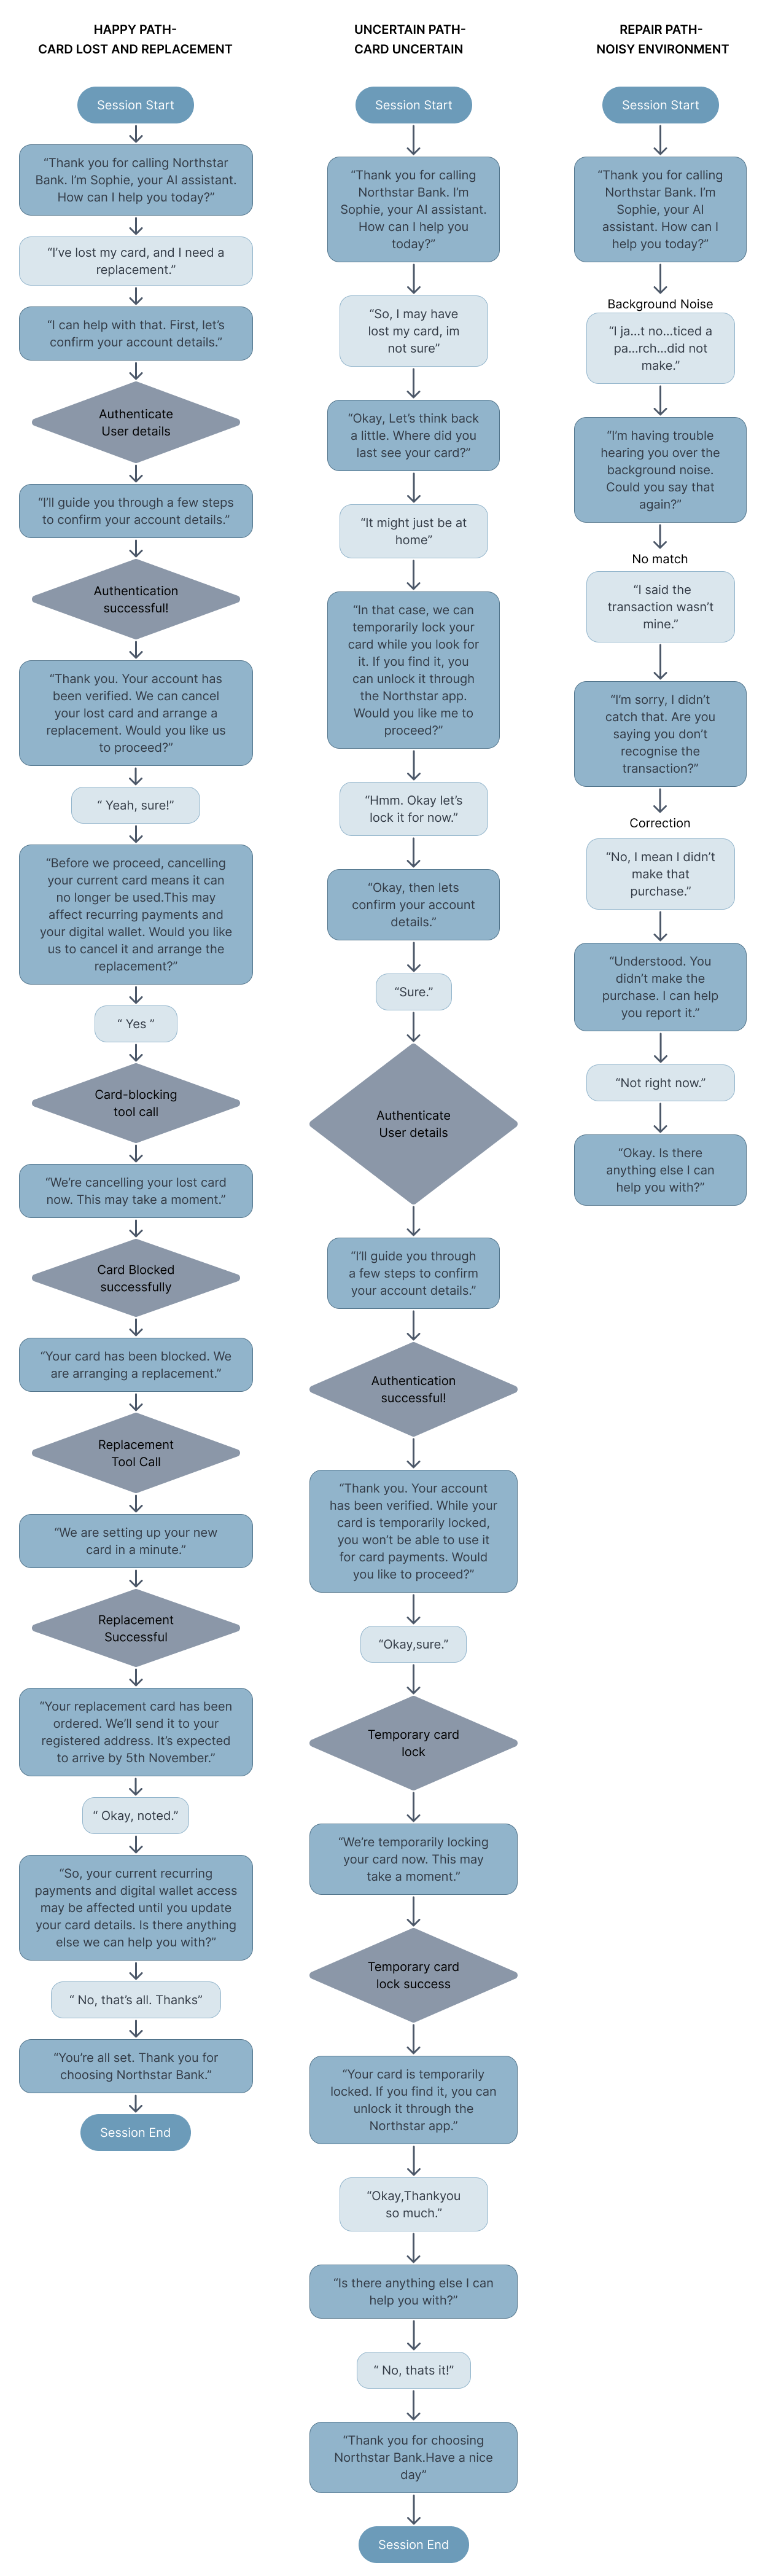 HAPPY PATH-
CARD LOST AND REPLACEMENT
Session Start
“Thank you for calling Northstar
Bank. I’m Sophie, your AI assistant.
How can I help you today?”
“I’ve lost my card, and I need a
replacement.”
“I can help with that. First, let’s
confirm your account details.”
Authenticate
User details
“I’ll guide you through a few steps
to confirm your account details.”
Authentication
successful!
“Thank you. Your account has
been verified. We can cancel
your lost card and arrange a
replacement. Would you like us
to proceed?”
“ Yeah, sure!”
“Before we proceed, cancelling
your current card means it can
no longer be used.This may
affect recurring payments and
your digital wallet. Would you like
us to cancel it and arrange the
replacement?”
“ Yes ”
Card-blocking
tool call
“We’re cancelling your lost card
now. This may take a moment.”
Card Blocked
successfully
“Your card has been blocked. We
are arranging a replacement.”
Replacement
Tool Call
“We are setting up your new
card in a minute.”
Replacement
Successful
“Your replacement card has been
ordered. We’ll send it to your
registered address. It’s expected
to arrive by 5th November.”
“ Okay, noted.“
“So, your current recurring
payments and digital wallet access
may be affected until you update
your card details. Is there anything
else we can help you with?”
“ No, that’s all. Thanks”
“You’re all set. Thank you for
choosing Northstar Bank.”
Session End
UNCERTAIN PATH-
CARD UNCERTAIN
Session Start
“Thank you for calling
Northstar Bank. I’m
Sophie, your AI assistant.
How can I help you
today?”
“So, I may have
lost my card, im
not sure”
“Okay, Let’s think back
a little. Where did you
last see your card?”
“It might just be at
home”
“In that case, we can
temporarily lock your
card while you look for
it. If you find it, you
can unlock it through
the Northstar app.
Would you like me to
proceed?”
“Hmm. Okay let’s
lock it for now.”
“Okay, then lets
confirm your account
details.”
“Sure.”
Authenticate
User details
“I’ll guide you through
a few steps to confirm
your account details.”
Authentication
successful!
“Thank you. Your account
has been verified. While your
card is temporarily locked,
you won’t be able to use it
for card payments. Would
you like to proceed?”
“Okay,sure.”
Temporary card
lock
“We’re temporarily locking
your card now. This may
take a moment.”
Temporary card
lock success
“Your card is temporarily
locked. If you find it, you can
unlock it through the
Northstar app.”
“Okay,Thankyou
so much.”
“Is there anything else I can
help you with?”
“ No, thats it!”
“Thank you for choosing
Northstar Bank.Have a nice
day”
Session End
REPAIR PATH-
NOISY ENVIRONMENT
Session Start
“Thank you for calling
Northstar Bank. I’m
Sophie, your AI
assistant. How can I
help you today?”
Background Noise
“I ja...t no...ticed a
pa...rch...did not
make.”
“I’m having trouble
hearing you over the
background noise.
Could you say that
again?”
No match
“I said the
transaction wasn’t
mine.”
“I’m sorry, I didn’t
catch that. Are you
saying you don’t
recognise the
transaction?”
Correction
“No, I mean I didn’t
make that
purchase.”
“Understood. You
didn’t make the
purchase. I can help
you report it.”
“Not right now.”
“Okay. Is there
anything else I can
help you with?”